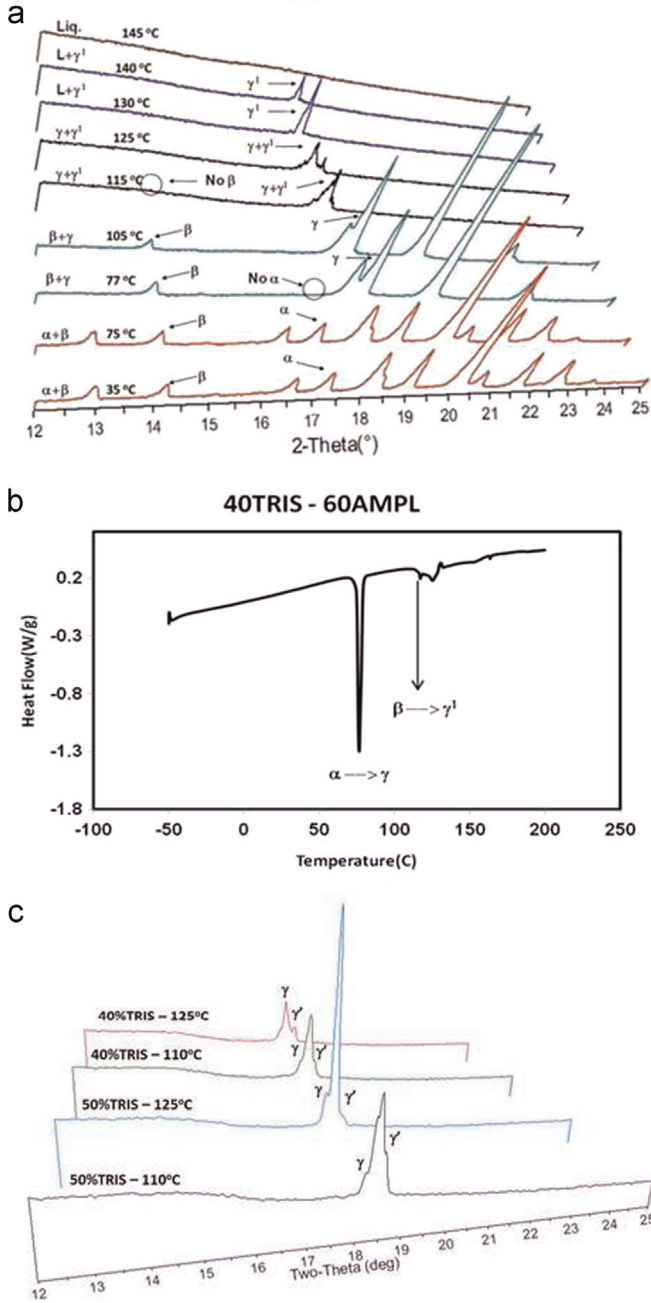 a
Liq. 145 °C
L+γ¹ 140 °C γ¹
L+γ¹ 130 °C γ¹
γ+γ¹ 125 °C γ+γ¹
γ+γ¹ 115 °C No β γ+γ¹
β+γ 105 °C β γ
β+γ 77 °C β No α γ
α+β 75 °C β α
α+β 35 °C β α
12 13 14 15 16 17 18 19 20 21 22 23 24 25
2-Theta(°)
b
40TRIS - 60AMPL
0.2
-0.3
-0.8
-1.3
-1.8
Heat Flow(W/g)
β ---> γ¹
α ---> γ
-100 -50 0 50 100 150 200 250
Temperature(C)
c
40%TRIS – 125°C γ γ'
40%TRIS – 110°C γ γ'
50%TRIS – 125°C γ γ'
50%TRIS – 110°C γ γ'
12 13 14 15 16 17 18 19 20 21 22 23 24 25
Two-Theta (deg)